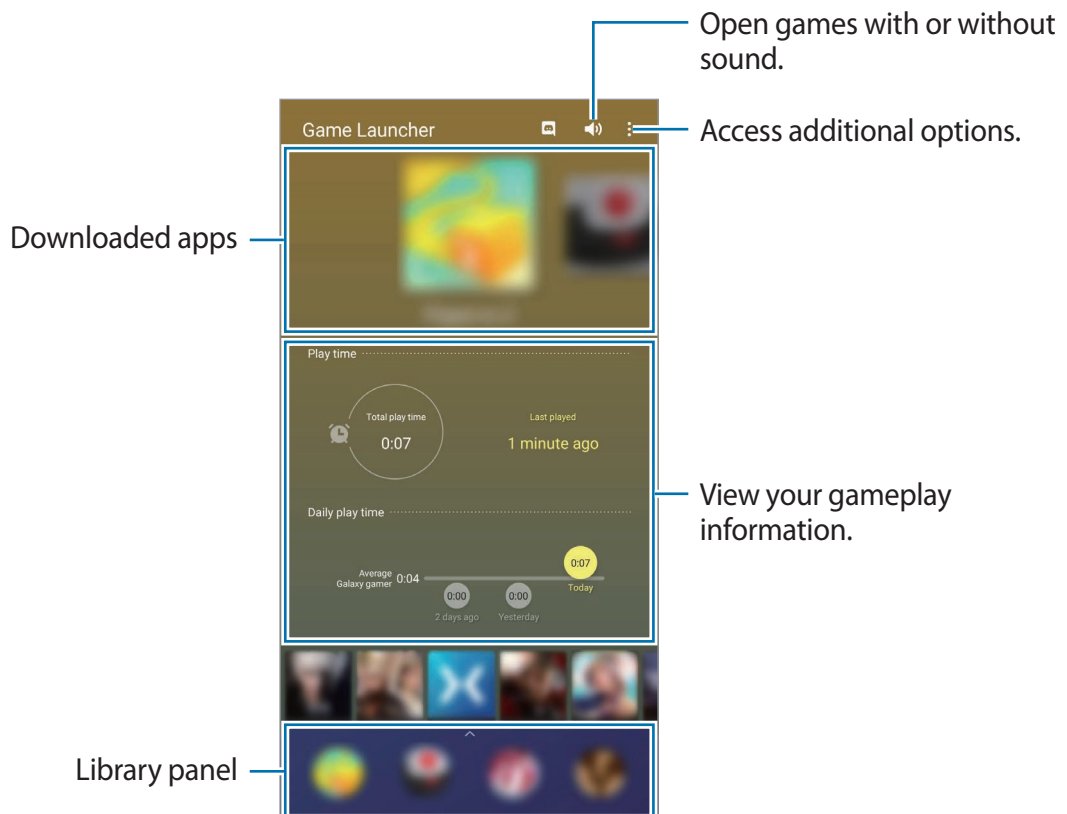 Open games with or without
sound.
Game Launcher
Access additional options.
Downloaded apps
Play time
Total play time
0:07
Last played
1 minute ago
View your gameplay
information.
Daily play time
Average
Galaxy gamer
0:04
0:07
Today
0:00
0:00
2 days ago
Yesterday
Library panel